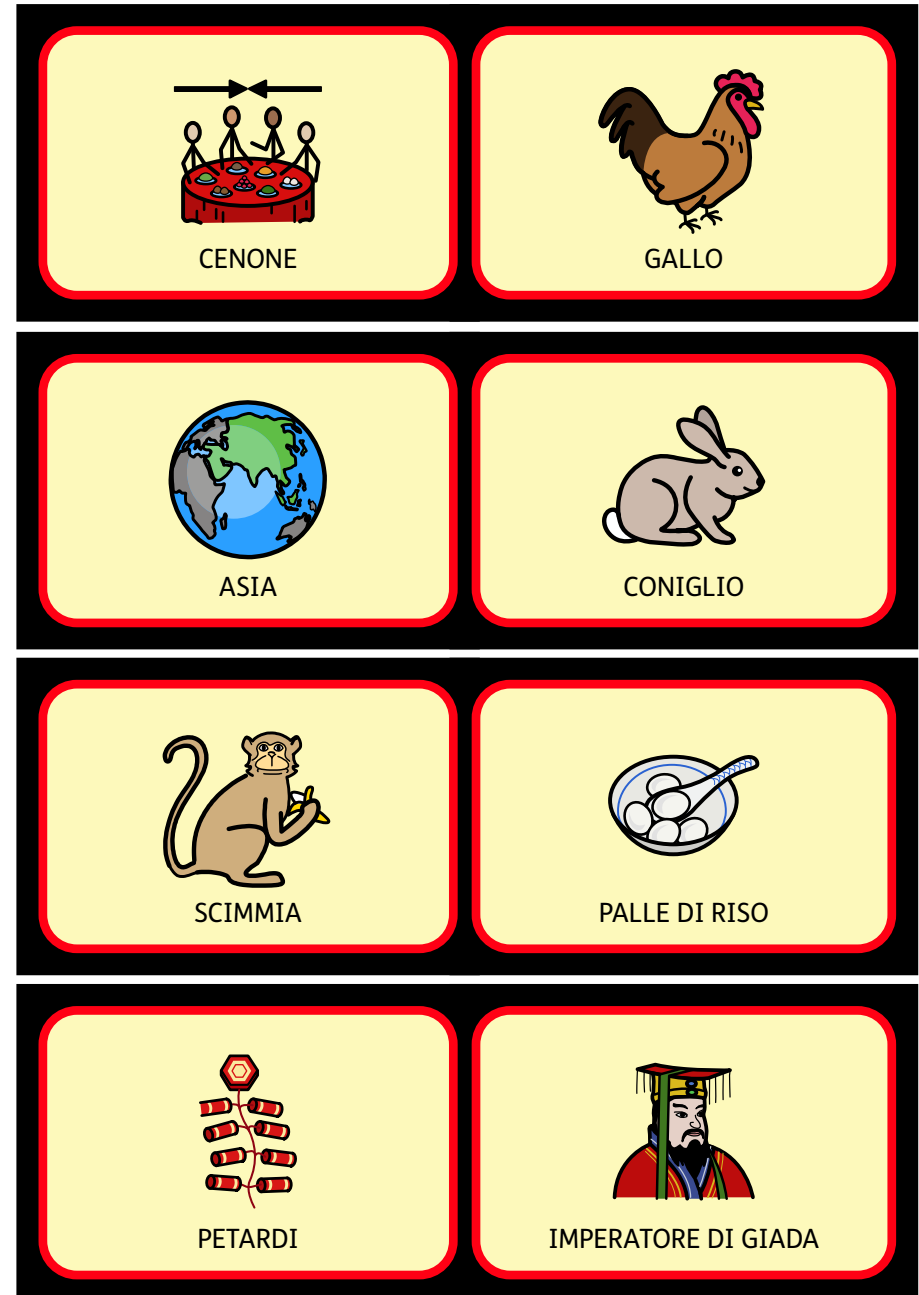 CENONE
GALLO
ASIA
CONIGLIO
SCIMMIA
PALLE DI RISO
PETARDI
IMPERATORE DI GIADA